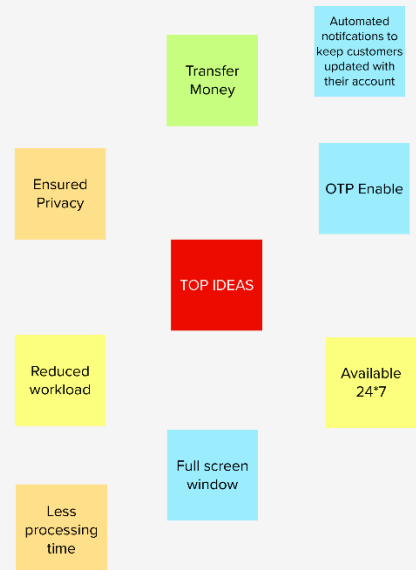 Automated
notifcations to
keep customers
updated with
their account
Transfer
Money
Ensured
Privacy
OTP Enable
TOP IDEAS
Reduced
workload
Available
24*7
Full screen
window
Less
processing
time